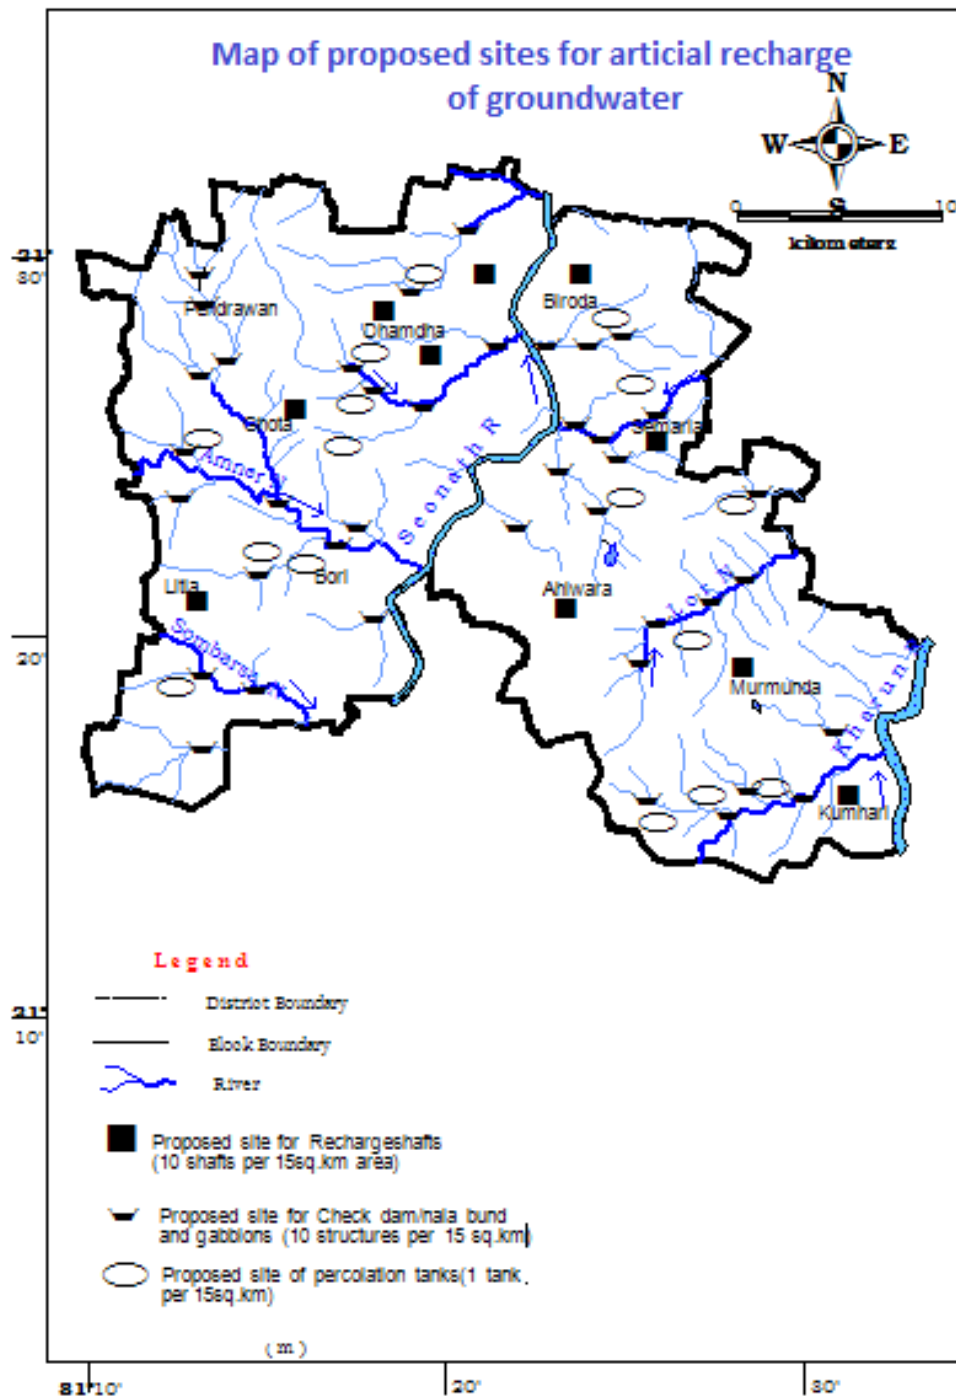 Map of proposed sites for articial recharge
of groundwater
N
W E
S
0 10
kilometers
21°
30'
Pendrawan
Dhamdha
Biroda
Ghota
Semaria
Amner
Seonath R
Litia
Bori
Ahiwara
Lor N
Sombarsa
20'
Murmunda
Kharun
Kumhari
Legend
District Boundary
Block Boundary
River
21°
10'
Proposed site for Rechargeshafts
(10 shafts per 15sq.km area)
Proposed site for Check dam/nala bund
and gabbions (10 structures per 15 sq.km)
Proposed site of percolation tanks(1 tank .
per 15sq.km)
(m)
81°10' 20' 30'